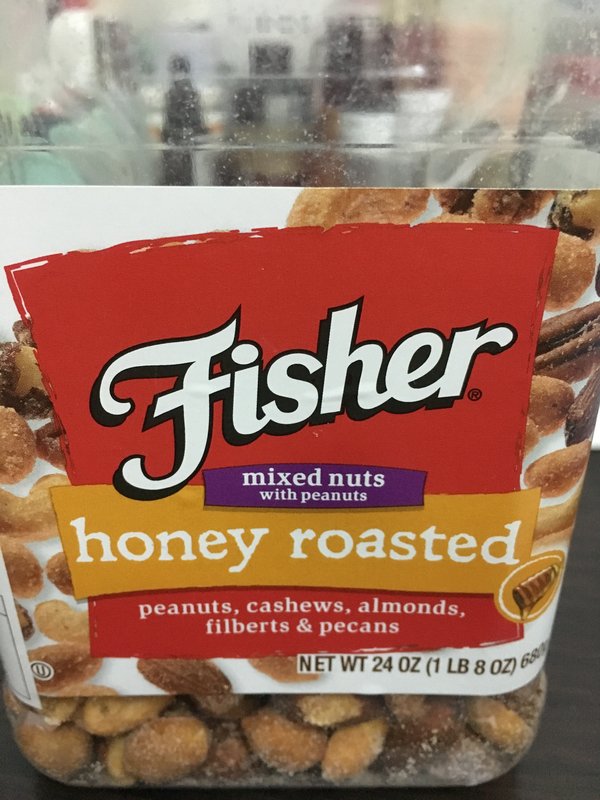 Fisher®
mixed nuts
with peanuts
honey roasted
peanuts, cashews, almonds,
filberts & pecans
NET WT 24 OZ (1 LB 8 OZ)
U